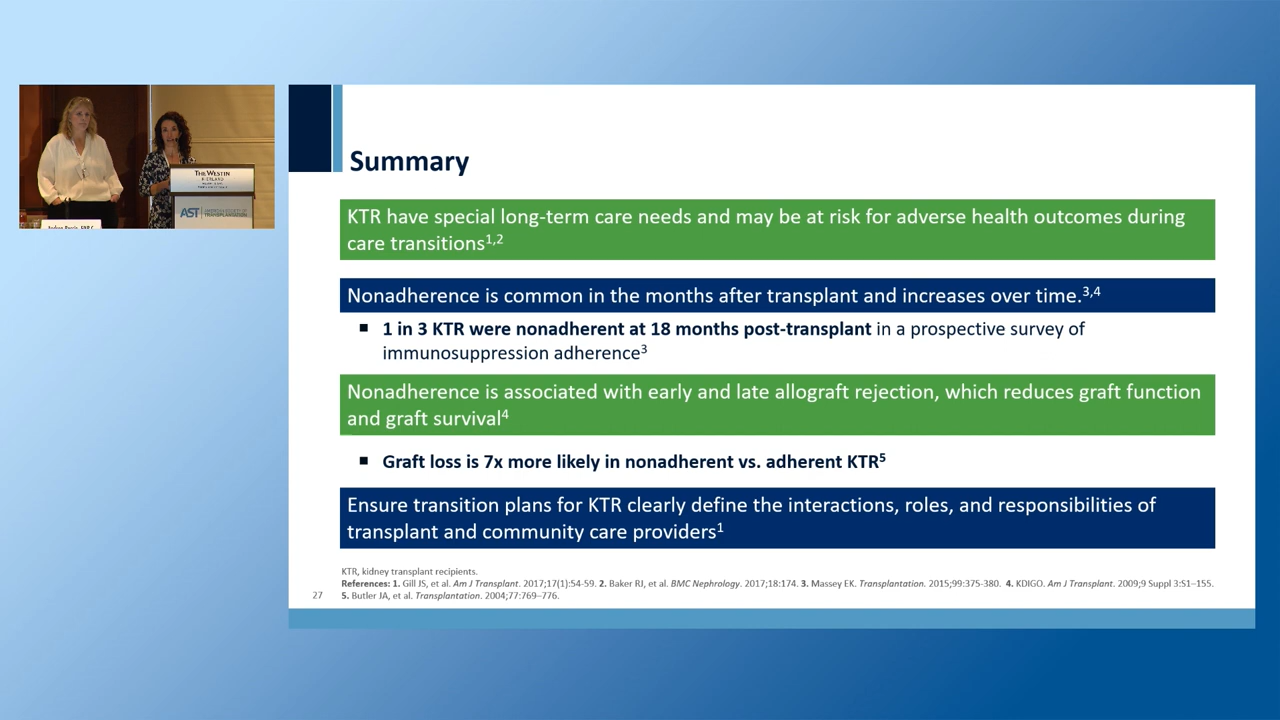 THE WESTIN
KIERLAND
AST
AMERICAN SOCIETY OF
TRANSPLANTATION
Summary
KTR have special long-term care needs and may be at risk for adverse health outcomes during
care transitions1,2
Nonadherence is common in the months after transplant and increases over time.3,4
▪ 1 in 3 KTR were nonadherent at 18 months post-transplant in a prospective survey of
immunosuppression adherence3
Nonadherence is associated with early and late allograft rejection, which reduces graft function
and graft survival4
▪ Graft loss is 7x more likely in nonadherent vs. adherent KTR5
Ensure transition plans for KTR clearly define the interactions, roles, and responsibilities of
transplant and community care providers1
KTR, kidney transplant recipients.
References: 1. Gill JS, et al. Am J Transplant. 2017;17(1):54-59. 2. Baker RJ, et al. BMC Nephrology. 2017;18:174. 3. Massey EK. Transplantation. 2015;99:375-380. 4. KDIGO. Am J Transplant. 2009;9 Suppl 3:S1–155.
5. Butler JA, et al. Transplantation. 2004;77:769–776.
27